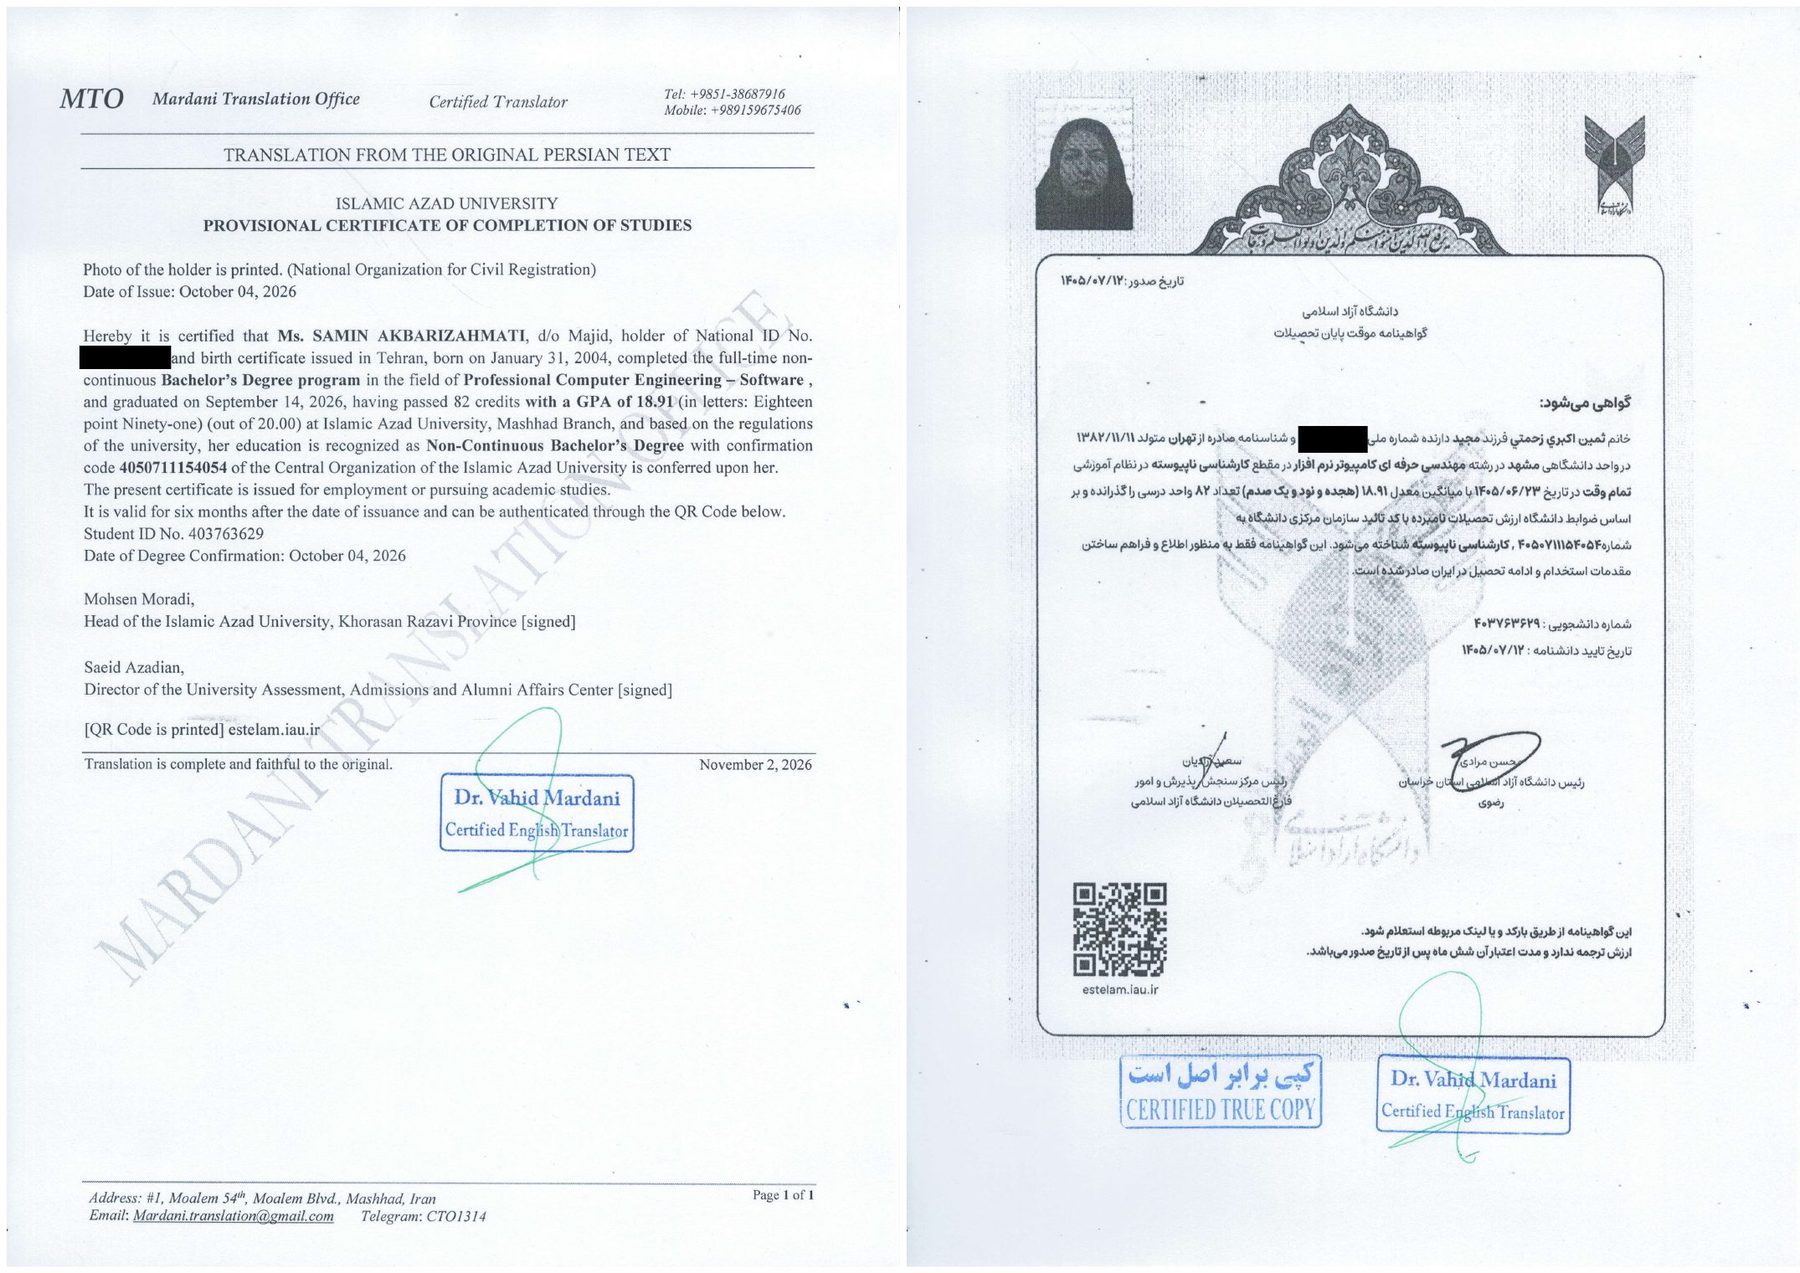 MTO Mardani Translation Office Certified Translator Tel: +9851-38687916
Mobile: +989159675406
TRANSLATION FROM THE ORIGINAL PERSIAN TEXT
ISLAMIC AZAD UNIVERSITY
PROVISIONAL CERTIFICATE OF COMPLETION OF STUDIES
Photo of the holder is printed. (National Organization for Civil Registration)
Date of Issue: October 04, 2026
Hereby it is certified that Ms. SAMIN AKBARIZAHMATI, d/o Majid, holder of National ID No.
and birth certificate issued in Tehran, born on January 31, 2004, completed the full-time non-
continuous Bachelor's Degree program in the field of Professional Computer Engineering – Software ,
and graduated on September 14, 2026, having passed 82 credits with a GPA of 18.91 (in letters: Eighteen
point Ninety-one) (out of 20.00) at Islamic Azad University, Mashhad Branch, and based on the regulations
of the university, her education is recognized as Non-Continuous Bachelor's Degree with confirmation
code 4050711154054 of the Central Organization of the Islamic Azad University is conferred upon her.
The present certificate is issued for employment or pursuing academic studies.
It is valid for six months after the date of issuance and can be authenticated through the QR Code below.
Student ID No. 403763629
Date of Degree Confirmation: October 04, 2026
Mohsen Moradi,
Head of the Islamic Azad University, Khorasan Razavi Province [signed]
Saeid Azadian,
Director of the University Assessment, Admissions and Alumni Affairs Center [signed]
[QR Code is printed] estelam.iau.ir
Translation is complete and faithful to the original. November 2, 2026
Dr. Vahid Mardani
Certified English Translator
MARDANI TRANSLATION OFFICE
Address: #1, Moalem 54th, Moalem Blvd., Mashhad, Iran Page 1 of 1
Email: Mardani.translation@gmail.com Telegram: CTO1314
تاریخ صدور: ۱۴۰۵/۰۷/۱۲
دانشگاه آزاد اسلامی
گواهینامه موقت پایان تحصیلات
گواهی می‌شود:
خانم ثمین اکبري زحمتي فرزند مجید دارنده شماره ملی و شناسنامه صادره از تهران متولد ۱۳۸۲/۱۱/۱۱
در واحد دانشگاهی مشهد در رشته مهندسی حرفه ای کامپیوتر نرم افزار در مقطع کارشناسی ناپیوسته در نظام آموزشی
تمام وقت در تاریخ ۱۴۰۵/۰۶/۲۳ با میانگین معدل ۱۸.۹۱ (هجده و نود و یک صدم) تعداد ۸۲ واحد درسی را گذرانده و بر
اساس ضوابط دانشگاه ارزش تحصیلات نامبرده با کد تائید سازمان مرکزی دانشگاه به
شماره ۴۰۵۰۷۱۱۱۵۴۰۵۴ , کارشناسی ناپیوسته شناخته می‌شود. این گواهینامه فقط به منظور اطلاع و فراهم ساختن
مقدمات استخدام و ادامه تحصیل در ایران صادر شده است.
شماره دانشجویی : ۴۰۳۷۶۳۶۲۹
تاریخ تایید دانشنامه : ۱۴۰۵/۰۷/۱۲
محسن مرادی
رئیس دانشگاه آزاد اسلامی استان خراسان
رضوی
سعید آزادیان
رئیس مرکز سنجش، پذیرش و امور
فارغ التحصیلان دانشگاه آزاد اسلامی
دانشگاه آزاد اسلامی
این گواهینامه از طریق بارکد و یا لینک مربوطه استعلام شود.
ارزش ترجمه ندارد و مدت اعتبار آن شش ماه پس از تاریخ صدور می‌باشد.
estelam.iau.ir
کپی برابر اصل است
CERTIFIED TRUE COPY
Dr. Vahid Mardani
Certified English Translator